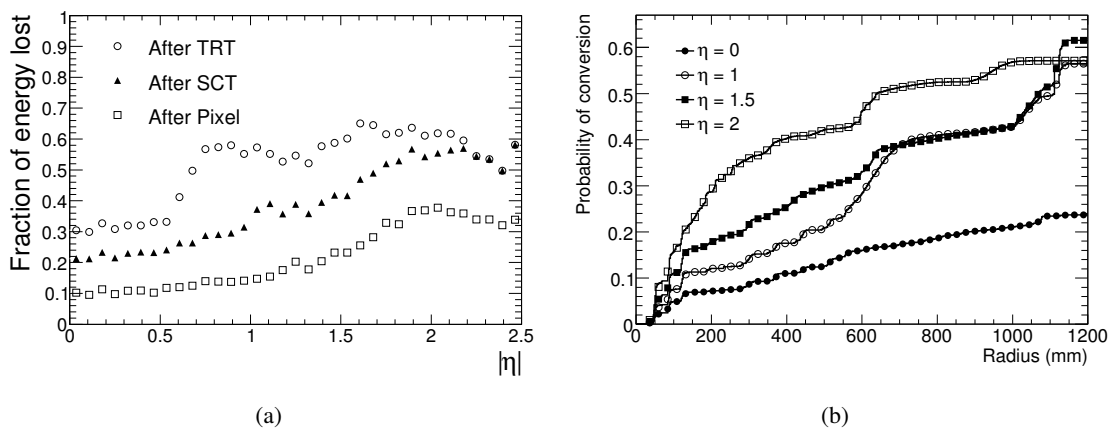 Fraction of energy lost
1
0.9
0.8
0.7
0.6
0.5
0.4
0.3
0.2
0.1
0
After TRT
After SCT
After Pixel
0 0.5 1 1.5 2 2.5
|η|
(a)
Probability of conversion
0.6
0.5
0.4
0.3
0.2
0.1
0.0
η = 0
η = 1
η = 1.5
η = 2
200 400 600 800 1000 1200
Radius (mm)
(b)